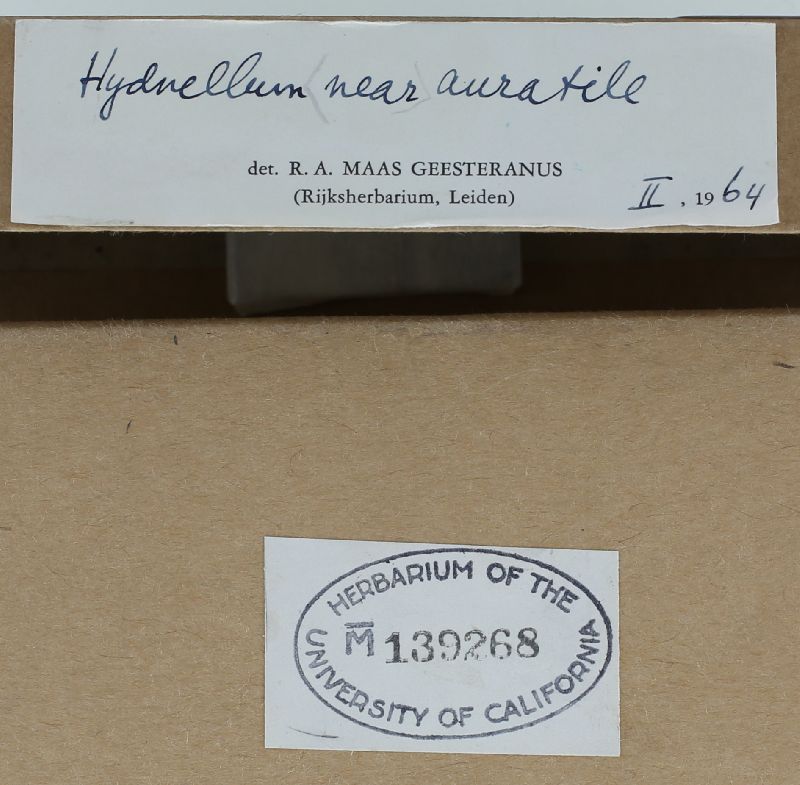 Hydnellum (near) auratile
det. R. A. MAAS GEESTERANUS
(Rijksherbarium, Leiden)
II, 1964
HERBARIUM OF THE
M̅ 139268
UNIVERSITY OF CALIFORNIA